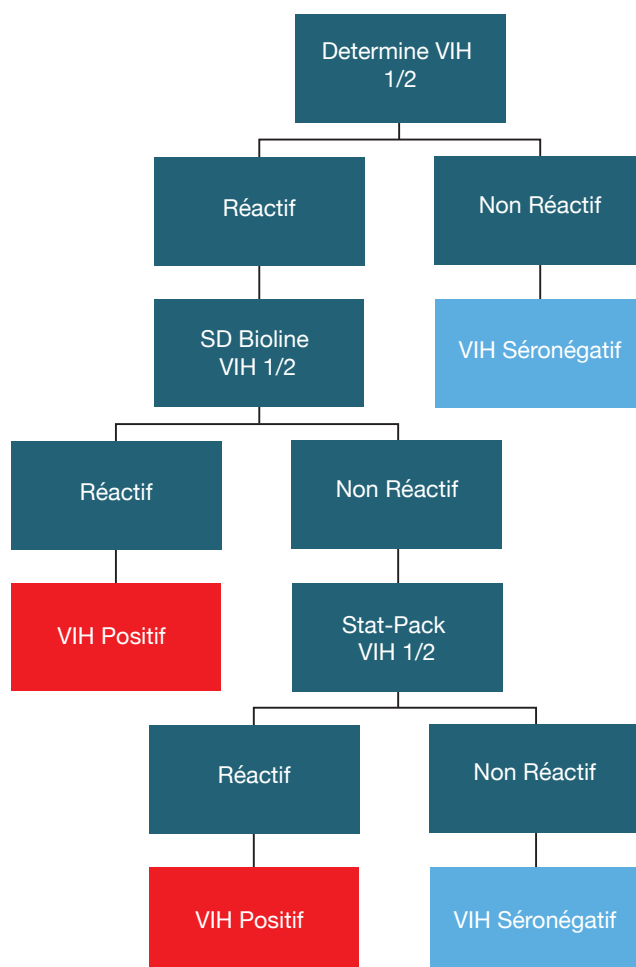 Determine VIH
1/2
Réactif
Non Réactif
SD Bioline
VIH 1/2
VIH Séronégatif
Réactif
Non Réactif
VIH Positif
Stat-Pack
VIH 1/2
Réactif
Non Réactif
VIH Positif
VIH Séronégatif